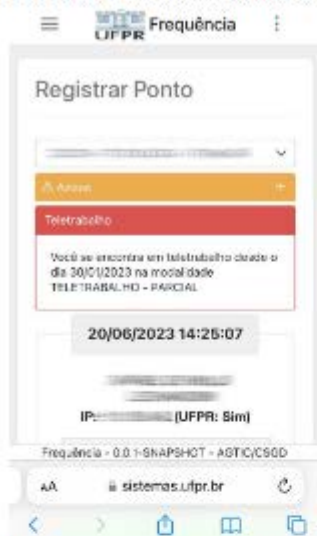 UFPR Frequência
Registrar Ponto
Teletrabalho
Você se encontra em teletrabalho desde o
dia 30/01/2023 na modalidade
TELETRABALHO - PARCIAL
20/06/2023 14:25:07
IP: (UFPR: Sim)
Frequência - 0.0.1-SNAPSHOT - AGTIC/CSGD
AA sistemas.ufpr.br